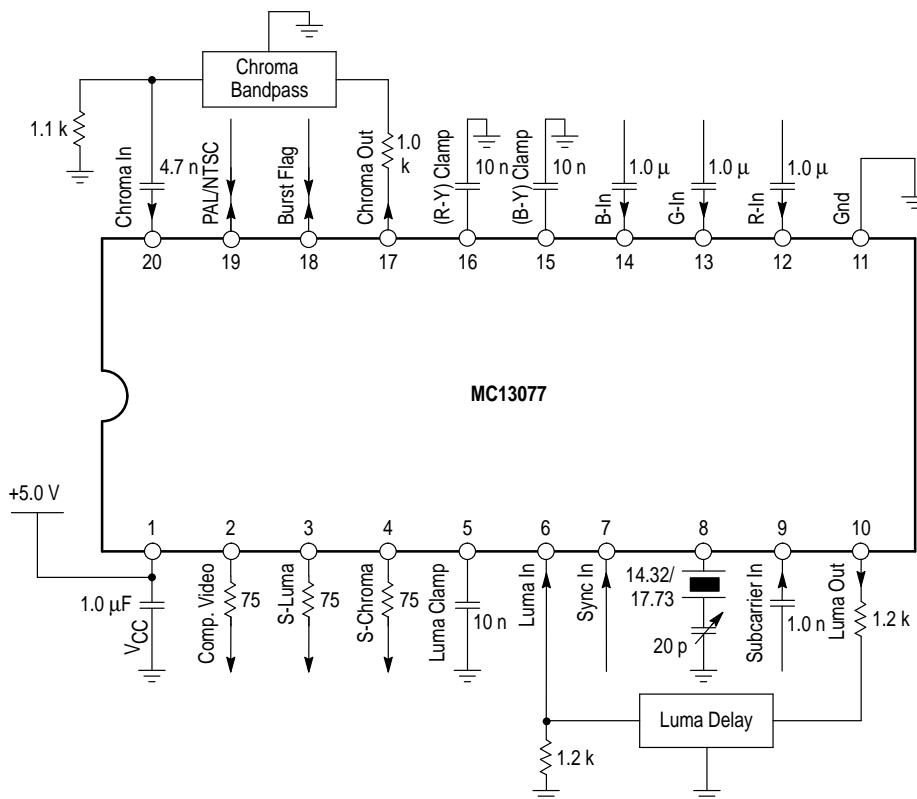 Chroma
Bandpass
1.1 k
Chroma In
4.7 n
PAL/NTSC
Burst Flag
Chroma Out
1.0
k
(R-Y) Clamp
10 n
(B-Y) Clamp
10 n
B-In
1.0 μ
G-In
1.0 μ
R-In
1.0 μ
Gnd
20
19
18
17
16
15
14
13
12
11
MC13077
+5.0 V
1
2
3
4
5
6
7
8
9
10
1.0 μF
VCC
Comp. Video
75
S-Luma
75
S-Chroma
75
Luma Clamp
10 n
Luma In
Sync In
14.32/
17.73
20 p
Subcarrier In
1.0 n
Luma Out
1.2 k
Luma Delay
1.2 k